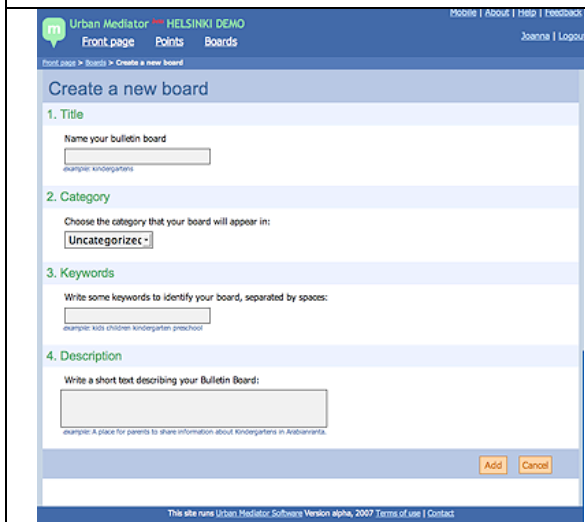 Mobile | About | Help | Feedback
Urban Mediator HELSINKI DEMO
Front page Points Boards
Joanna | Logout
Front page > Boards > Create a new board
Create a new board
1. Title
Name your bulletin board
example: kindergartens
2. Category
Choose the category that your board will appear in:
Uncategorizec
3. Keywords
Write some keywords to identify your board, separated by spaces:
example: kids children kindergarten preschool
4. Description
Write a short text describing your Bulletin Board:
example: A place for parents to share information about Kindergartens in Arabianranta.
Add Cancel
This site runs Urban Mediator Software Version alpha, 2007 Terms of use | Contact